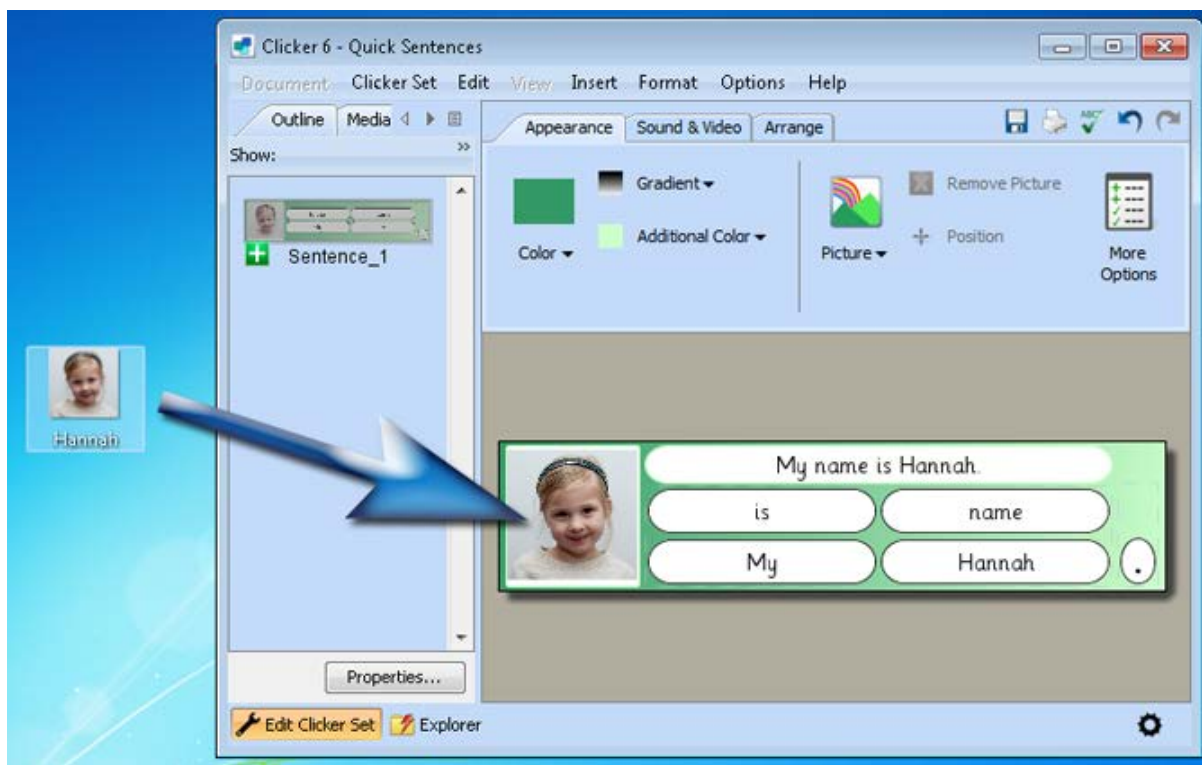 Clicker 6 - Quick Sentences
Document Clicker Set Edit View Insert Format Options Help
Outline Media
Appearance Sound & Video Arrange
Show:
Gradient
Additional Color
Color
Picture
Remove Picture
Position
More
Options
Sentence_1
Hannah
My name is Hannah.
is name
My Hannah .
Properties...
Edit Clicker Set Explorer